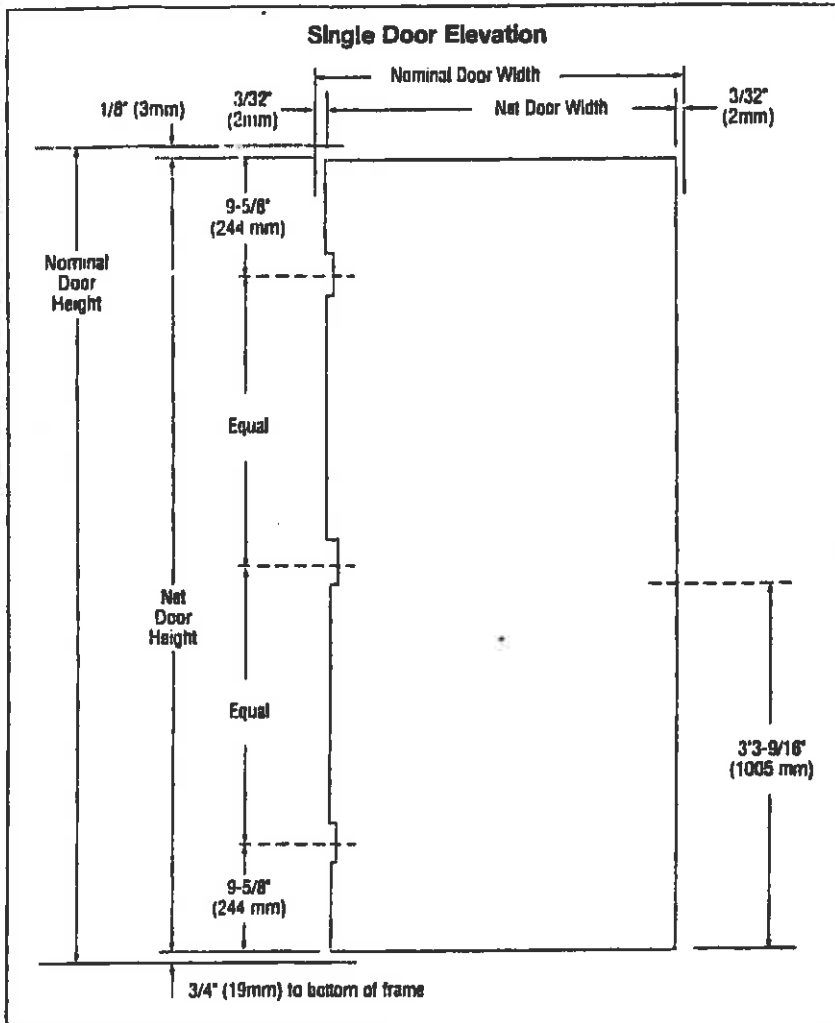 Single Door Elevation
Nominal Door Width
1/8" (3mm)
3/32"
(2mm)
Net Door Width
3/32"
(2mm)
9-5/8"
(244 mm)
Nominal
Door
Height
Equal
Net
Door
Height
Equal
3'3-9/16"
(1005 mm)
9-5/8"
(244 mm)
3/4" (19mm) to bottom of frame